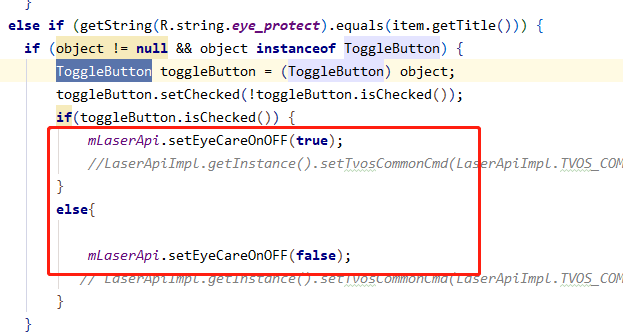 }
else if (getString(R.string.eye_protect).equals(item.getTitle())) {
if (object != null && object instanceof ToggleButton) {
ToggleButton toggleButton = (ToggleButton) object;
toggleButton.setChecked(!toggleButton.isChecked());
if(toggleButton.isChecked()) {
mLaserApi.setEyeCareOnOFF(true);
//LaserApiImpl.getInstance().setTvosCommonCmd(LaserApiImpl.TVOS_COM
}
else{
mLaserApi.setEyeCareOnOFF(false);
// LaserApiImpl.getInstance().setTvosCommonCmd(LaserApiImpl.TVOS_COM
}
}